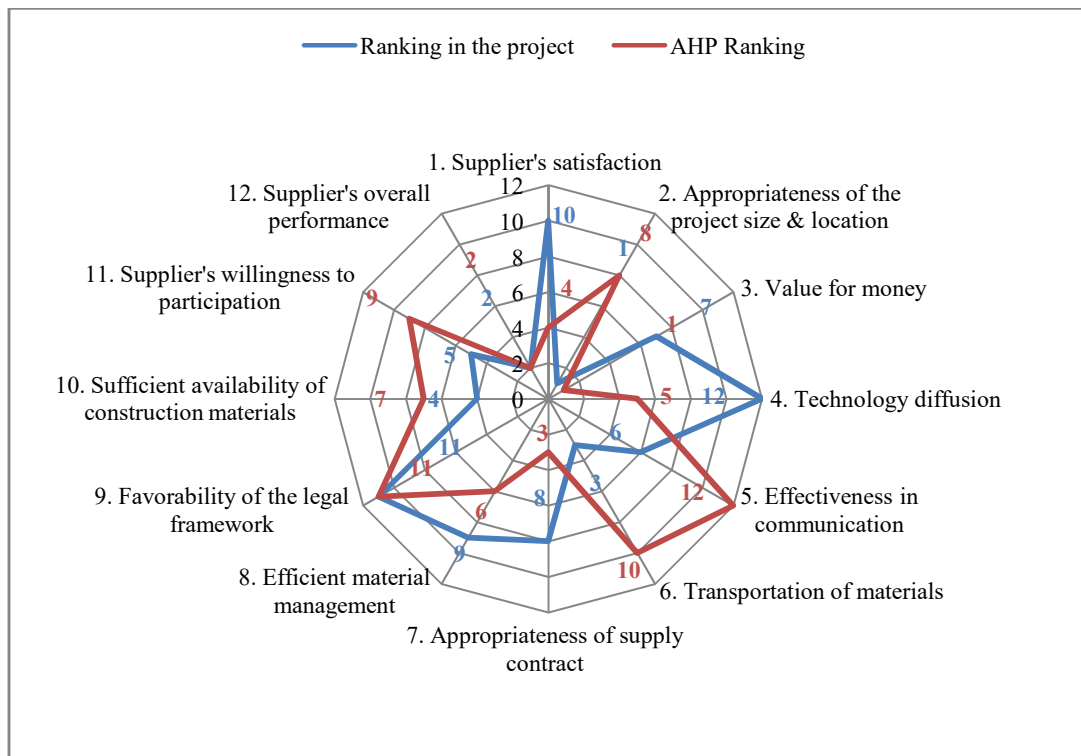 Ranking in the project
AHP Ranking
1. Supplier's satisfaction
12
12. Supplier's overall
performance
2. Appropriateness of the
project size & location
10
10
8
1
8
2
11. Supplier's willingness to
participation
3. Value for money
9
6
4
2
7
1
4
5
10. Sufficient availability of
construction materials
2
7
4
0
5
12
4. Technology diffusion
3
6
11
11
9. Favorability of the legal
framework
8
3
12
5. Effectiveness in
communication
6
9
10
8. Efficient material
management
6. Transportation of materials
7. Appropriateness of supply
contract